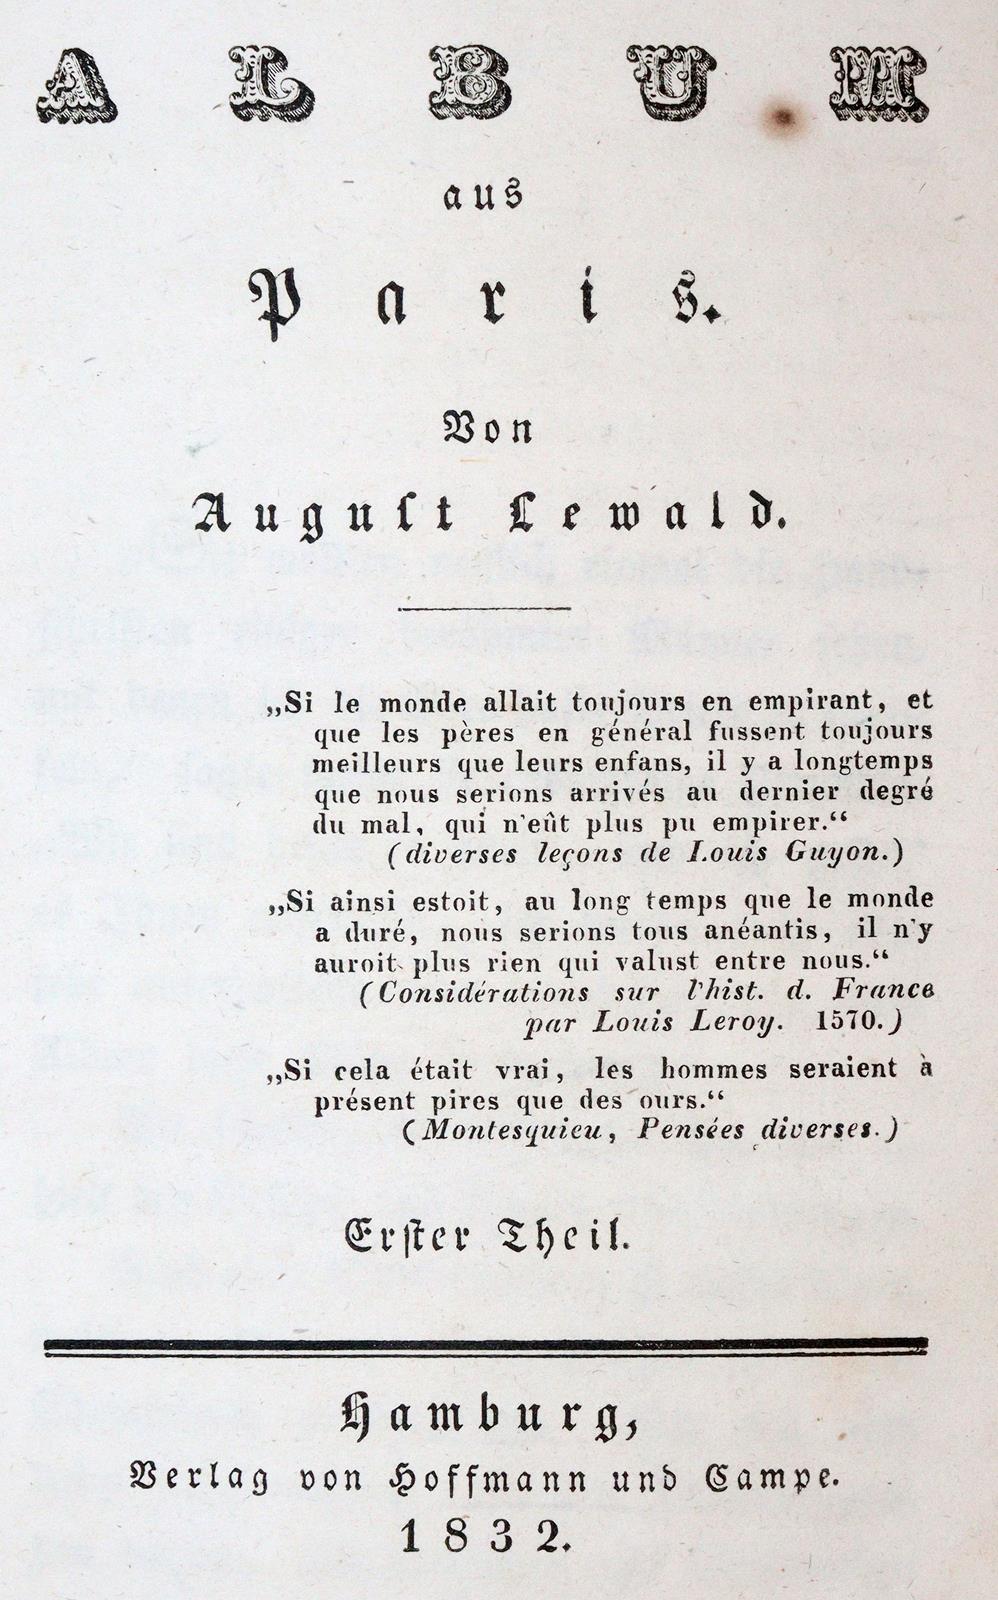 ALBUM
aus
Paris.
Von
Auguſt Lewald.
„Si le monde allait toujours en empirant, et
que les pères en général fussent toujours
meilleurs que leurs enfans, il y a longtemps
que nous serions arrivés au dernier degré
du mal, qui n'eût plus pu empirer.“
(diverses leçons de Louis Guyon.)
„Si ainsi estoit, au long temps que le monde
a duré, nous serions tous anéantis, il n'y
auroit plus rien qui valust entre nous.“
(Considérations sur l'hist. d. France
par Louis Leroy. 1570.)
„Si cela était vrai, les hommes seraient à
présent pires que des ours.“
(Montesquieu, Pensées diverses.)
Erſter Theil.
Hamburg,
Verlag von Hoffmann und Campe.
1832.